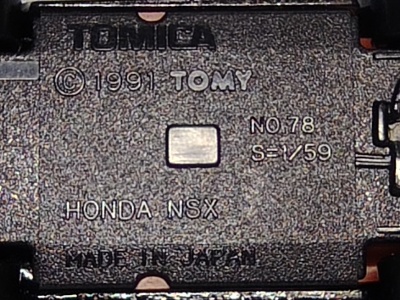 TOMICA
© 1991 TOMY
NO.78
S=1/59
HONDA NSX
MADE IN JAPAN